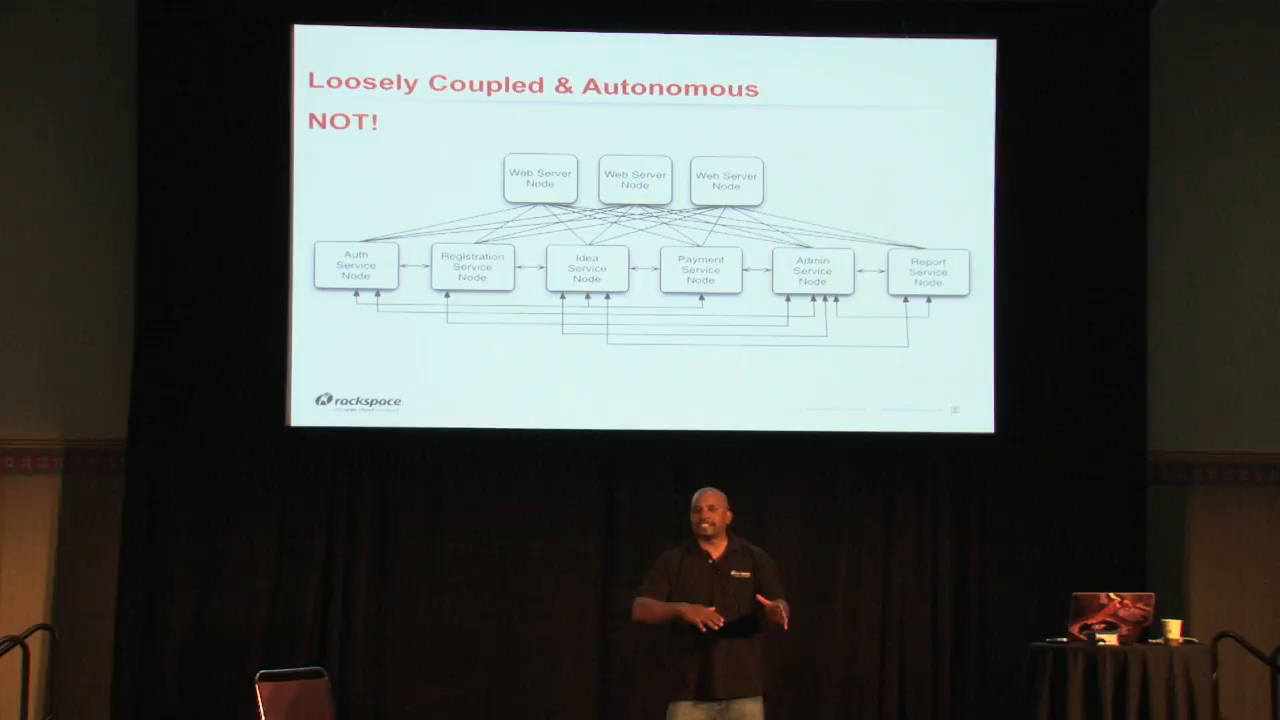 Loosely Coupled & Autonomous
NOT!
Web Server
Node
Web Server
Node
Web Server
Node
Auth
Service
Node
Registration
Service
Node
Idea
Service
Node
Payment
Service
Node
Admin
Service
Node
Report
Service
Node
rackspace